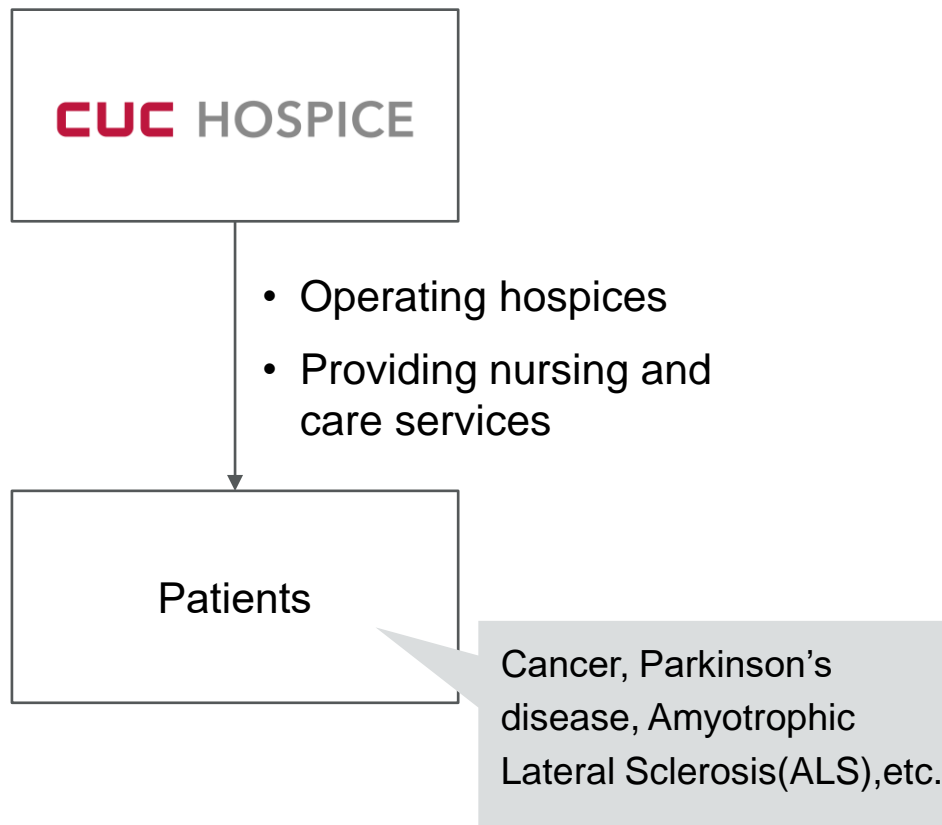 CUC HOSPICE
• Operating hospices
• Providing nursing and
care services
Patients
Cancer, Parkinson’s
disease, Amyotrophic
Lateral Sclerosis(ALS),etc.